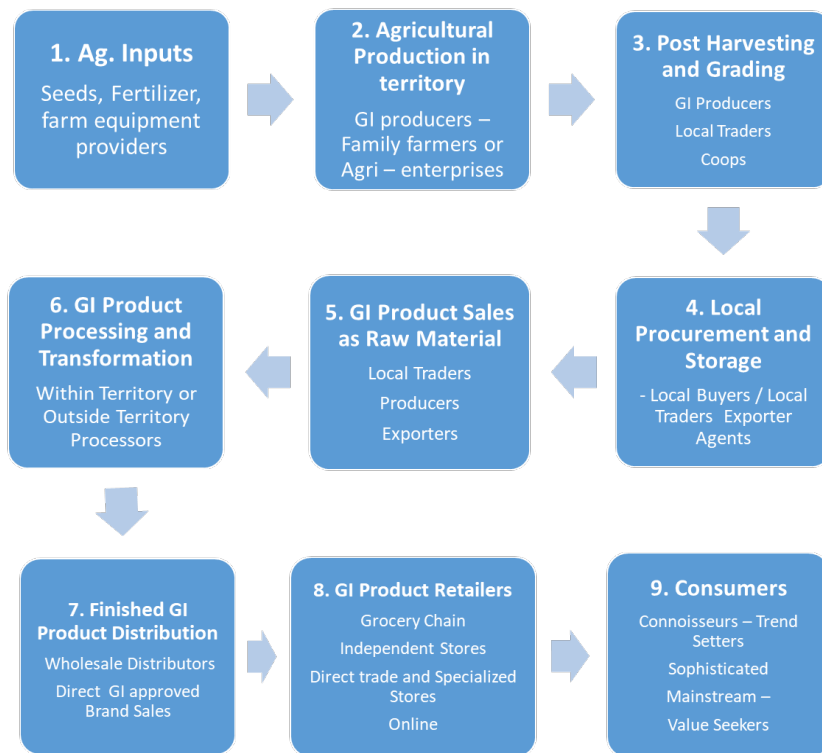 1. Ag. Inputs
Seeds, Fertilizer,
farm equipment
providers
2. Agricultural
Production in
territory
GI producers –
Family farmers or
Agri – enterprises
3. Post Harvesting
and Grading
GI Producers
Local Traders
Coops
4. Local
Procurement and
Storage
- Local Buyers / Local
Traders Exporter
Agents
5. GI Product Sales
as Raw Material
Local Traders
Producers
Exporters
6. GI Product
Processing and
Transformation
Within Territory or
Outside Territory
Processors
7. Finished GI
Product Distribution
Wholesale Distributors
Direct GI approved
Brand Sales
8. GI Product Retailers
Grocery Chain
Independent Stores
Direct trade and Specialized
Stores
Online
9. Consumers
Connoisseurs – Trend
Setters
Sophisticated
Mainstream –
Value Seekers